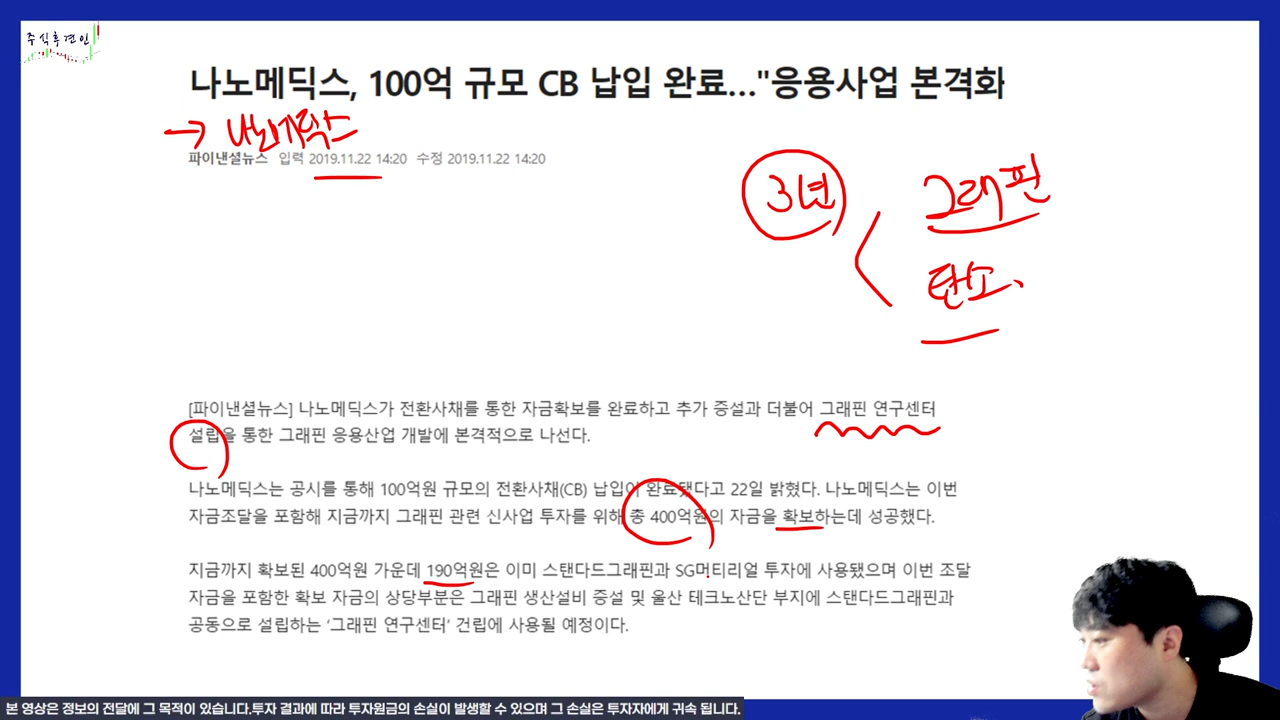 주식후견인
나노메딕스, 100억 규모 CB 납입 완료..."응용사업 본격화
→ 나노메딕스
파이낸셜뉴스 입력 2019.11.22 14:20 수정 2019.11.22 14:20
3년
그래핀
탄소
[파이낸셜뉴스] 나노메딕스가 전환사채를 통한 자금확보를 완료하고 추가 증설과 더불어 그래핀 연구센터
설립을 통한 그래핀 응용산업 개발에 본격적으로 나선다.
나노메딕스는 공시를 통해 100억원 규모의 전환사채(CB) 납입이 완료됐다고 22일 밝혔다. 나노메딕스는 이번
자금조달을 포함해 지금까지 그래핀 관련 신사업 투자를 위해 총 400억원의 자금을 확보하는데 성공했다.
지금까지 확보된 400억원 가운데 190억원은 이미 스탠다드그래핀과 SG머티리얼 투자에 사용됐으며 이번 조달
자금을 포함한 확보 자금의 상당부분은 그래핀 생산설비 증설 및 울산 테크노산단 부지에 스탠다드그래핀과
공동으로 설립하는 '그래핀 연구센터' 건립에 사용될 예정이다.
본 영상은 정보의 전달에 그 목적이 있습니다.투자 결과에 따라 투자원금의 손실이 발생할 수 있으며 그 손실은 투자자에게 귀속 됩니다.